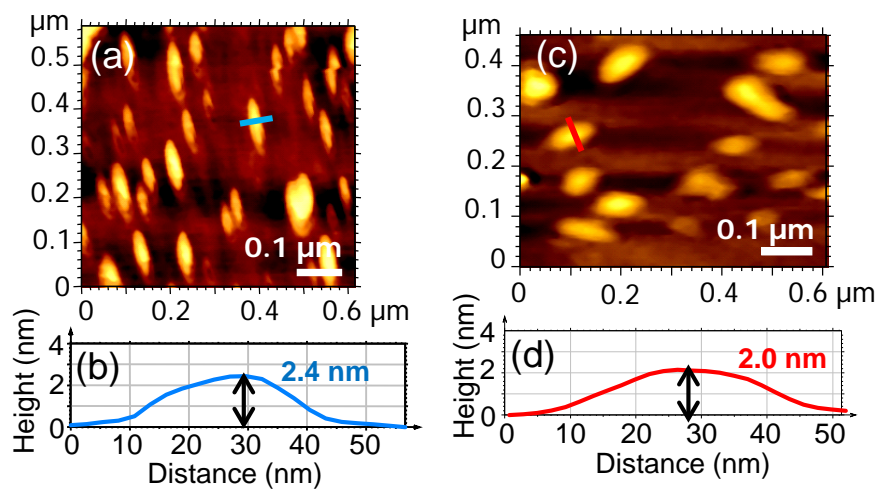 μm
(a)
0.5
0.4
0.3
0.2
0.1
0
0.1 μm
0 0.2 0.4 0.6 μm
(b)
2.4 nm
Height (nm)
4
2
0
0 10 20 30 40 50
Distance (nm)
μm
(c)
0.4
0.3
0.2
0.1
0
0.1 μm
0 0.2 0.4 0.6 μm
(d)
2.0 nm
Height (nm)
4
2
0
0 10 20 30 40 50
Distance (nm)